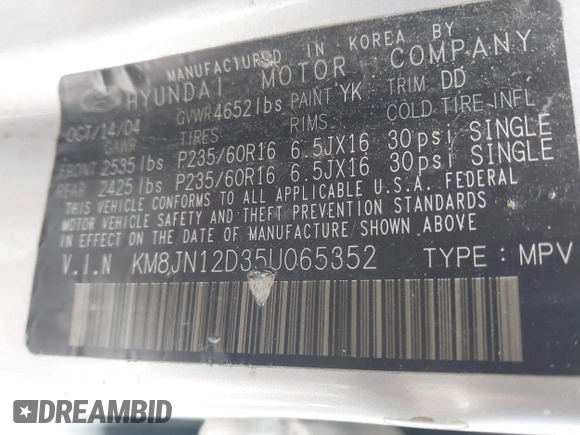 MANUFACTURED IN KOREA BY
HYUNDAI MOTOR COMPANY
OCT/14/04 GVWR 4652lbs PAINT YK TRIM DD
GAWR TIRES RIMS COLD TIRE INFL
FRONT 2535lbs P235/60R16 6.5JX16 30psi SINGLE
REAR 2425lbs P235/60R16 6.5JX16 30psi SINGLE
THIS VEHICLE CONFORMS TO ALL APPLICABLE U.S.A. FEDERAL
MOTOR VEHICLE SAFETY AND THEFT PREVENTION STANDARDS
IN EFFECT ON THE DATE OF MANUFACTURE SHOWN ABOVE.
V.I.N KM8JN12D35U065352 TYPE: MPV
DREAMBID